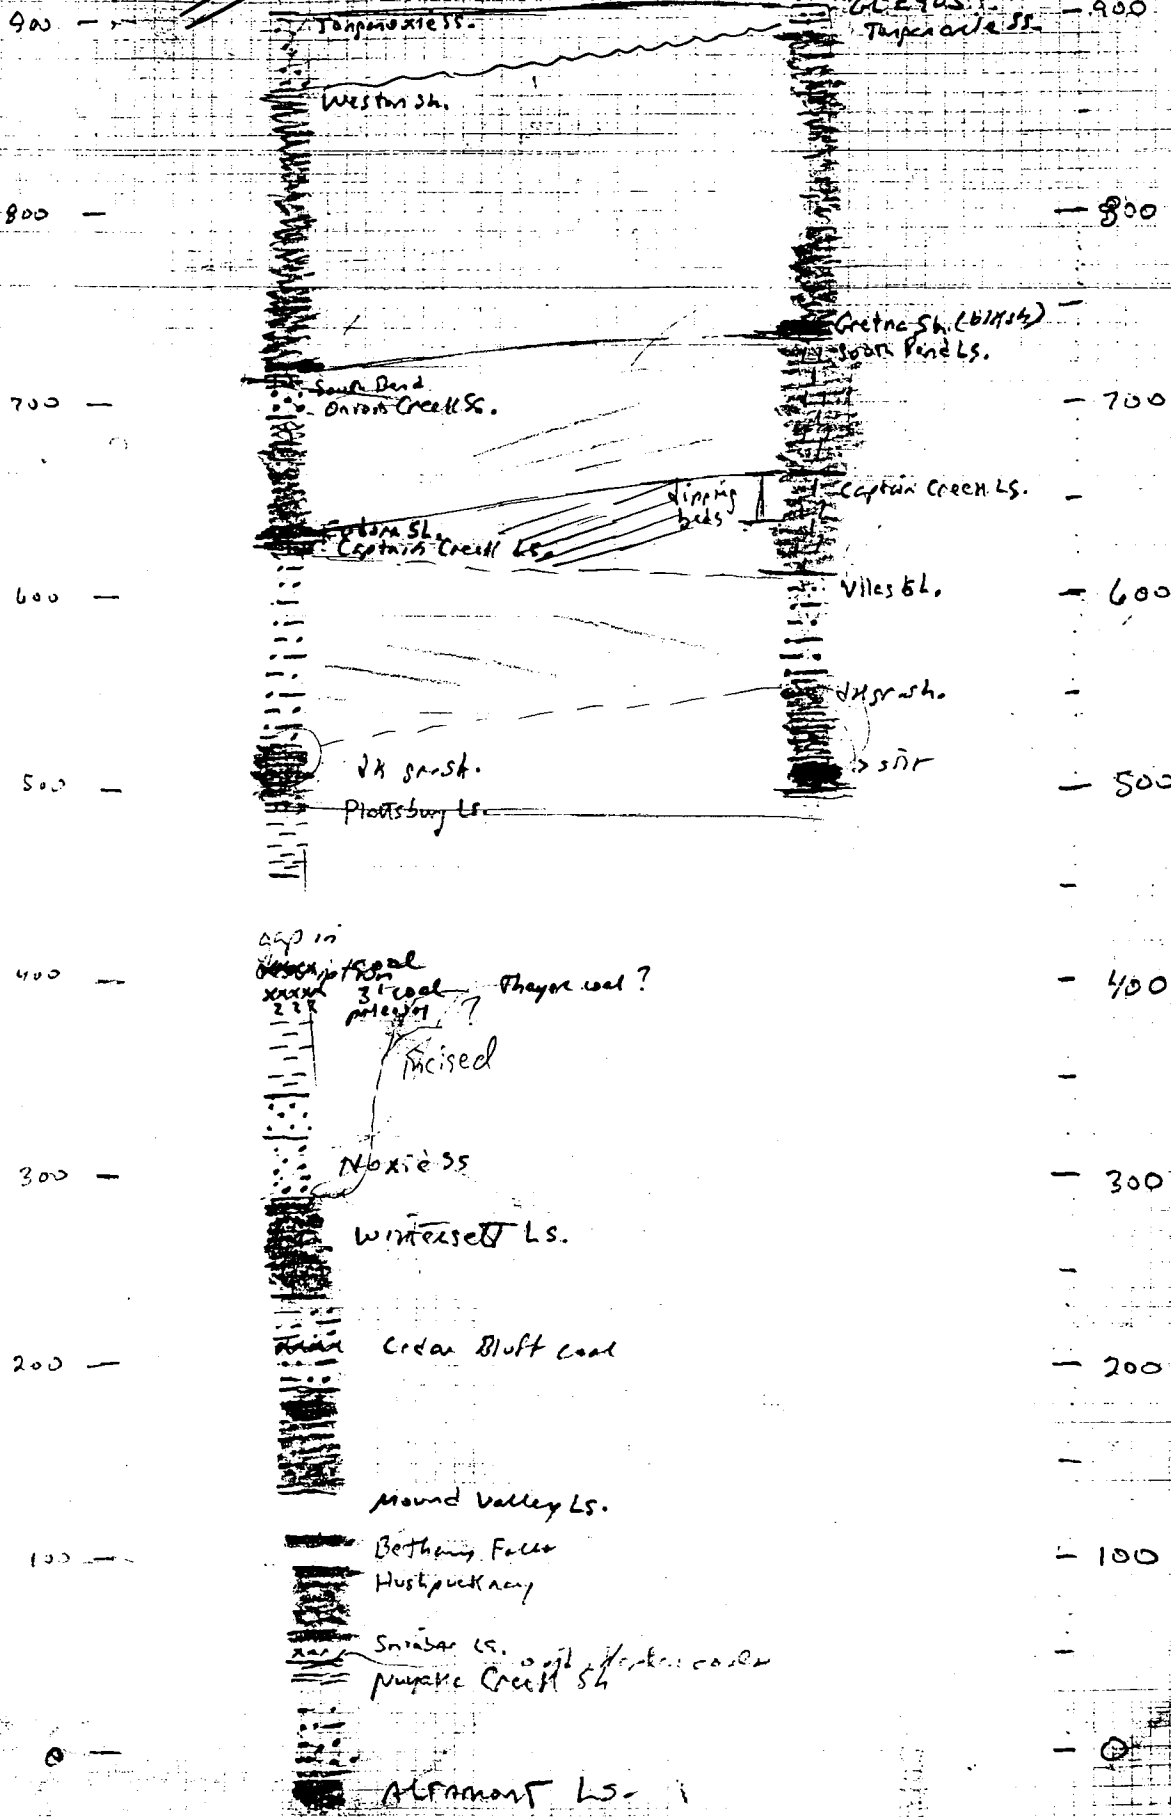 900
Tonganoxie SS.
900
Tonganoxie SS.
Weston Sh.
800
800
Gretna Sh. (blk sh)
South Bend Ls.
South Bend
700
Creek SS.
700
Captain Creek Ls.
dipping
beds
Eudora Sh.
Captain Creek Ls.
600
Vilas Sh.
600
dk gr sh.
dk gr sh.
500
500
Plattsburg Ls.
gap in
description
coal
400
3' coal
Thayer coal ?
400
?
incised
300
Noxie SS
300
Winterset Ls.
200
Cedar Bluff coal
200
Mound Valley Ls.
100
Bethany Falls
100
Hushpuckney
Sniabar Ls.
Nuyaka Creek Sh
0
0
Altamont Ls.